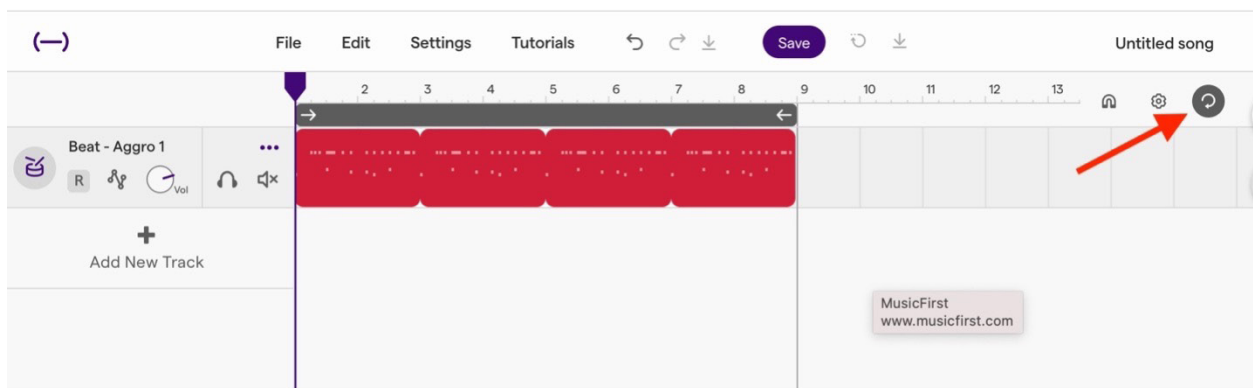 (—)
File Edit Settings Tutorials Save Untitled song
2 3 4 5 6 7 8 9 10 11 12 13
Beat - Aggro 1
R Vol
Add New Track
MusicFirst
www.musicfirst.com